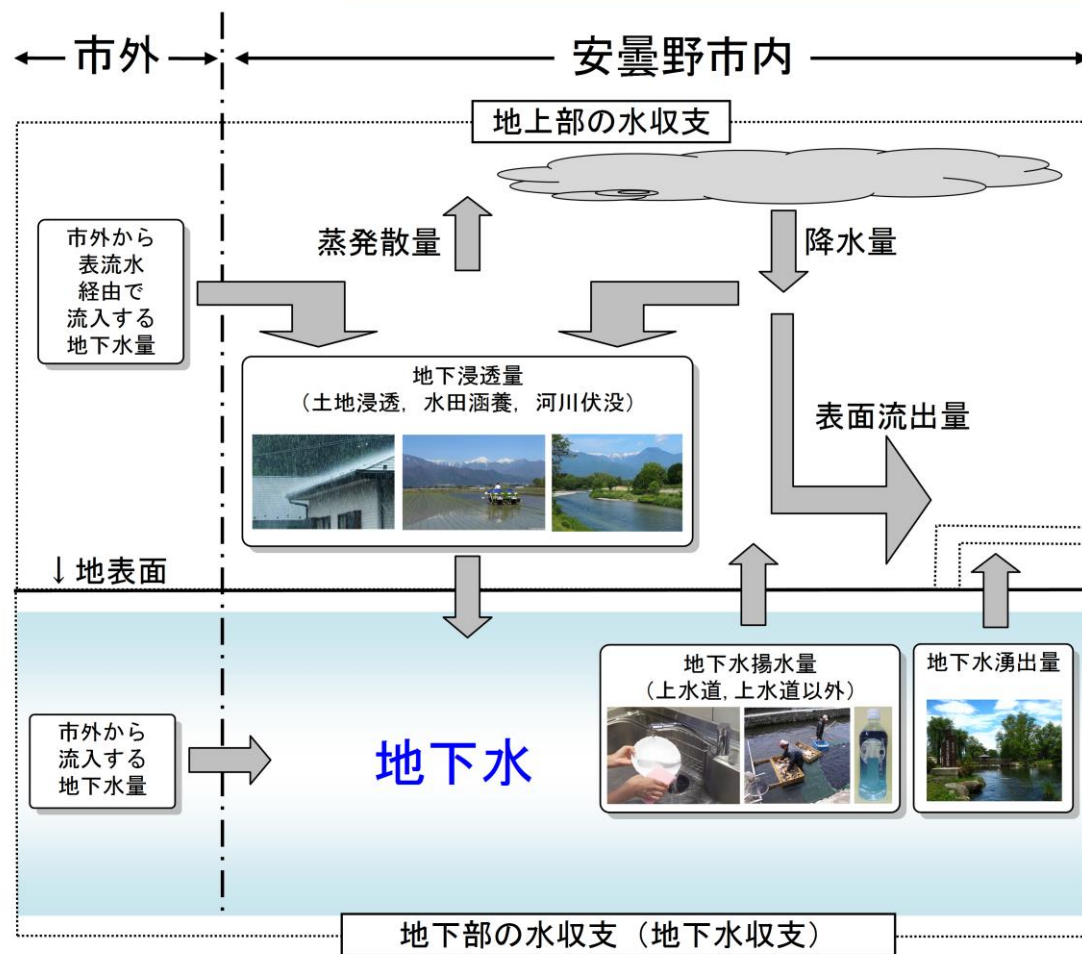 市外
安曇野市内
地上部の水収支
市外から
表流水
経由で
流入する
地下水量
蒸発散量
降水量
地下浸透量
（土地浸透，水田涵養，河川伏没）
表面流出量
↓地表面
地下水揚水量
（上水道，上水道以外）
地下水湧出量
市外から
流入する
地下水量
地下水
地下部の水収支（地下水収支）